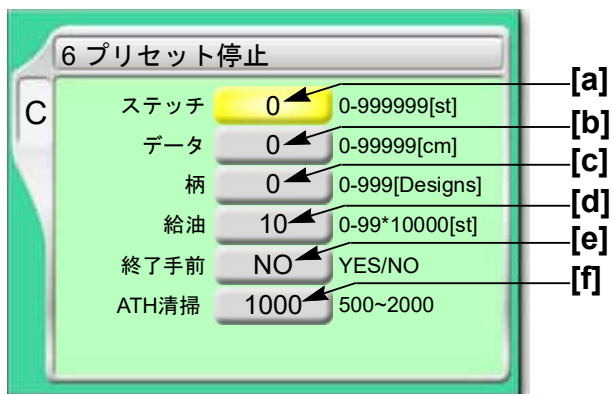 6 プリセット停止
C
ステッチ 0 0-999999[st] [a]
データ 0 0-99999[cm] [b]
柄 0 0-999[Designs] [c]
給油 10 0-99*10000[st] [d]
終了手前 NO YES/NO [e]
ATH清掃 1000 500~2000 [f]